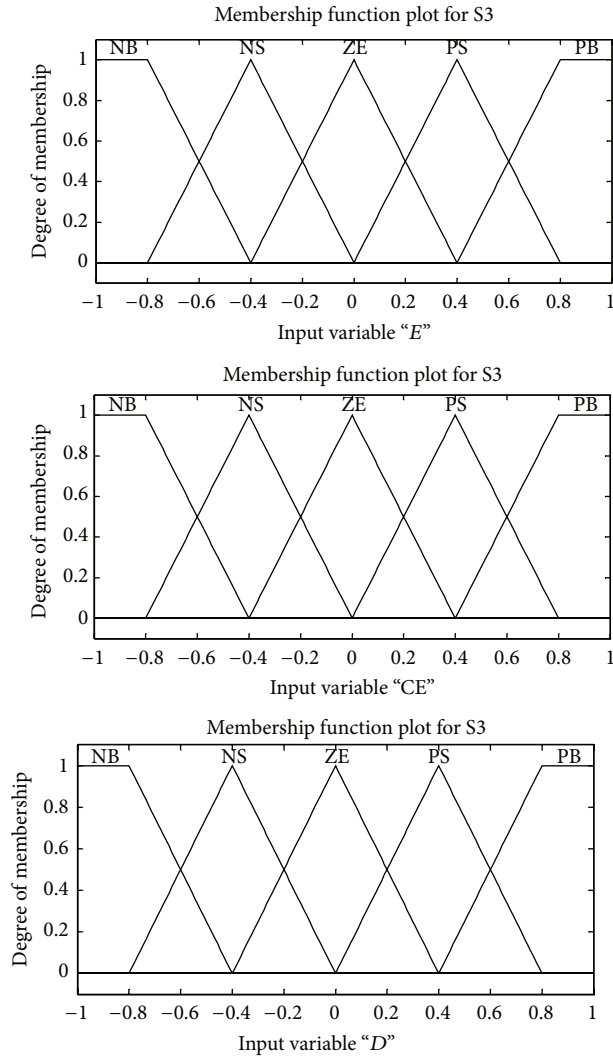 Membership function plot for S3
NB NS ZE PS PB
Degree of membership
1
0.8
0.6
0.4
0.2
0
−1 −0.8 −0.6 −0.4 −0.2 0 0.2 0.4 0.6 0.8 1
Input variable “E”
Membership function plot for S3
NB NS ZE PS PB
Degree of membership
1
0.8
0.6
0.4
0.2
0
−1 −0.8 −0.6 −0.4 −0.2 0 0.2 0.4 0.6 0.8 1
Input variable “CE”
Membership function plot for S3
NB NS ZE PS PB
Degree of membership
1
0.8
0.6
0.4
0.2
0
−1 −0.8 −0.6 −0.4 −0.2 0 0.2 0.4 0.6 0.8 1
Input variable “D”